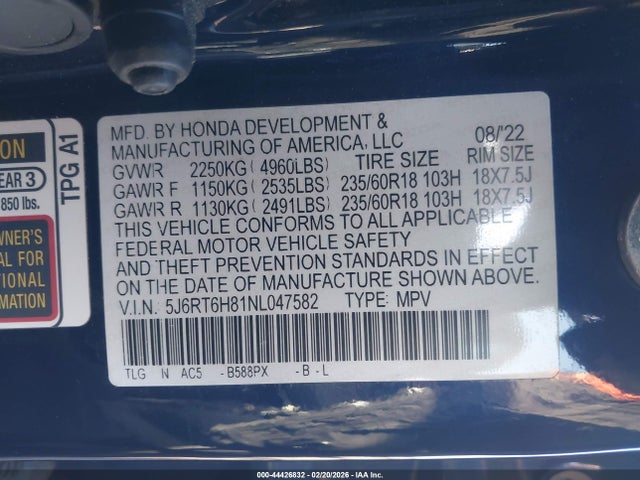 ON
EAR 3
850 lbs.
TPG A1
WNER'S
AL FOR
TIONAL
RMATION
MFD. BY HONDA DEVELOPMENT & 08/'22
MANUFACTURING OF AMERICA, LLC
GVWR 2250KG( 4960LBS) TIRE SIZE RIM SIZE
GAWR F 1150KG( 2535LBS) 235/60R18 103H 18X7.5J
GAWR R 1130KG( 2491LBS) 235/60R18 103H 18X7.5J
THIS VEHICLE CONFORMS TO ALL APPLICABLE
FEDERAL MOTOR VEHICLE SAFETY
AND THEFT PREVENTION STANDARDS IN EFFECT
ON THE DATE OF MANUFACTURE SHOWN ABOVE.
V.I.N. 5J6RT6H81NL047582 TYPE: MPV
TLG N AC5 -B588PX -B-L
000-44426832 - 02/20/2026 - IAA Inc.